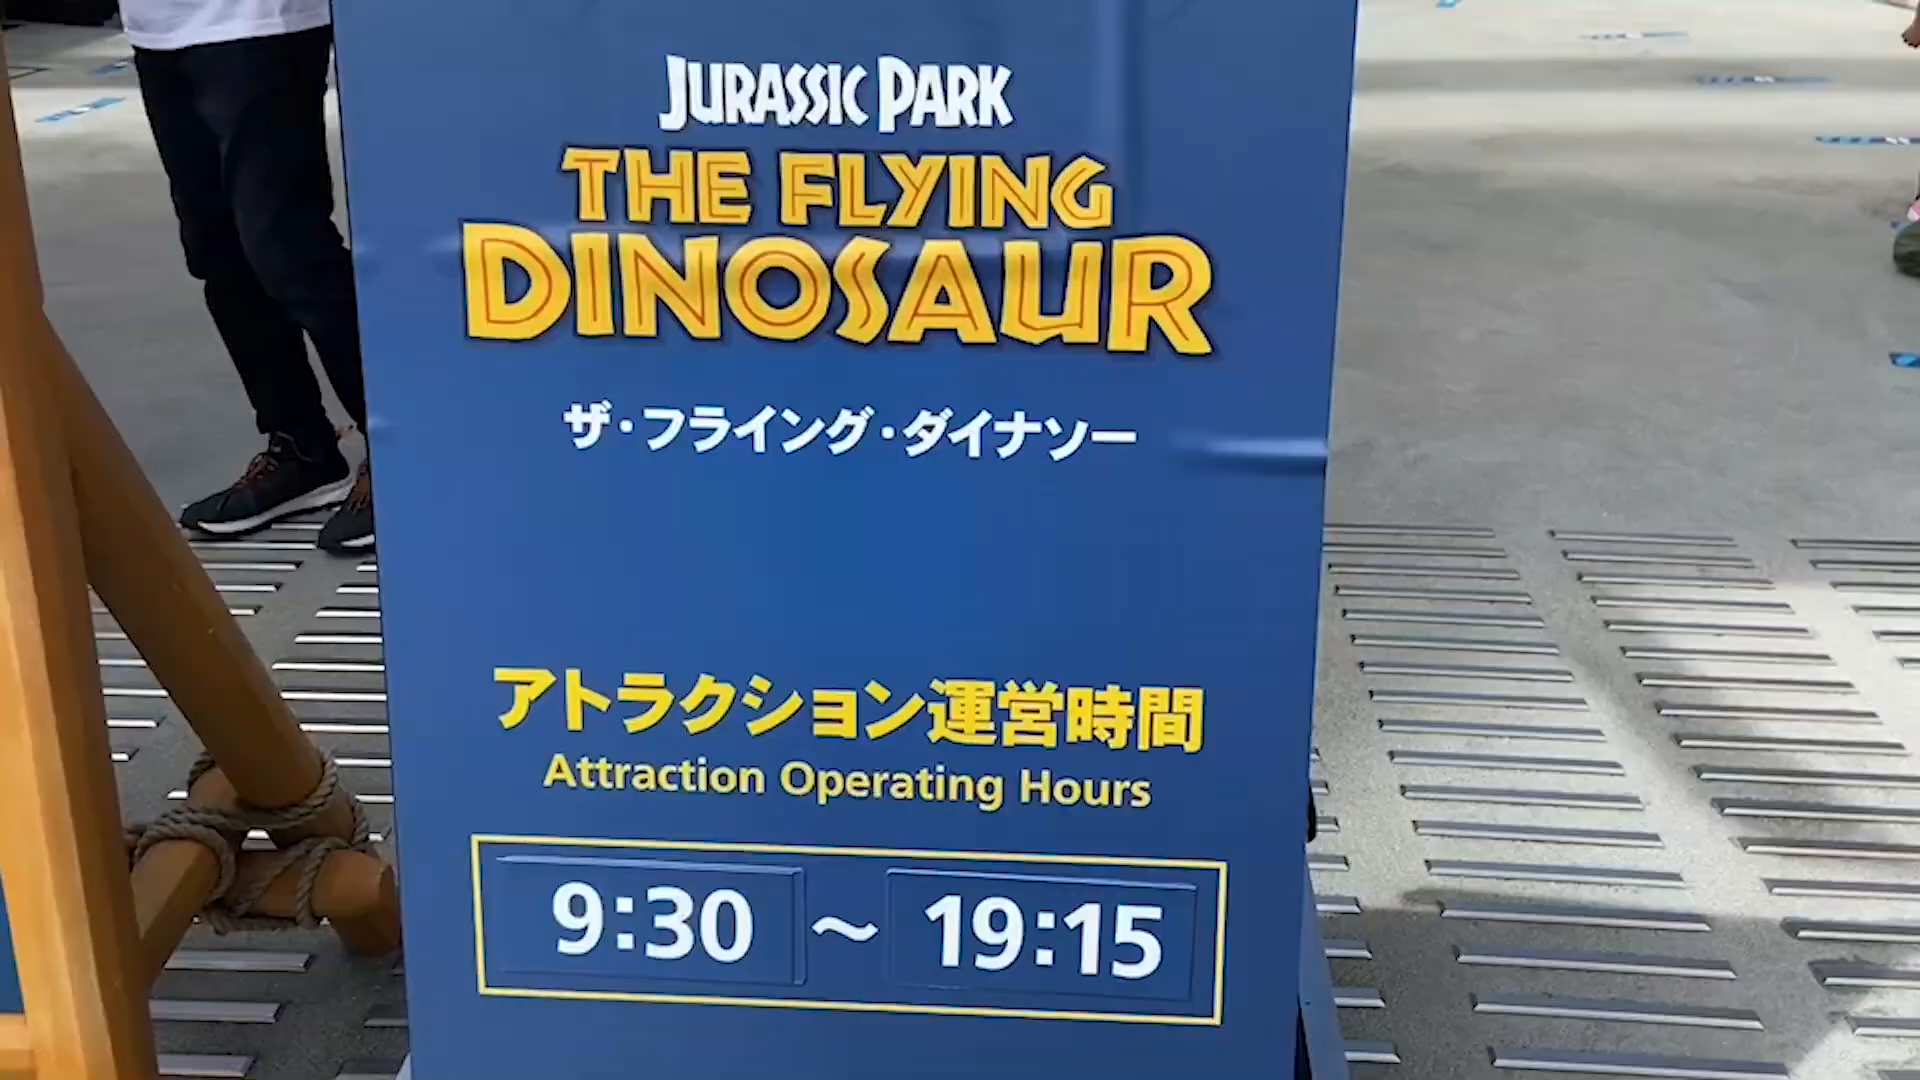 JURASSIC PARK
THE FLYING
DINOSAUR
ザ・フライング・ダイナソー
アトラクション運営時間
Attraction Operating Hours
9:30 ～ 19:15